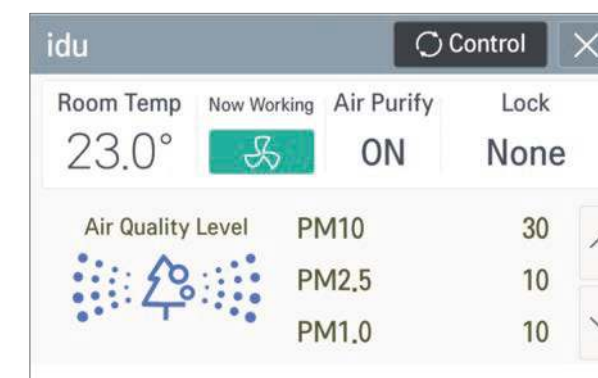 idu Control
Room Temp Now Working Air Purify Lock
23.0° ON None
Air Quality Level PM10 30
PM2.5 10
PM1.0 10